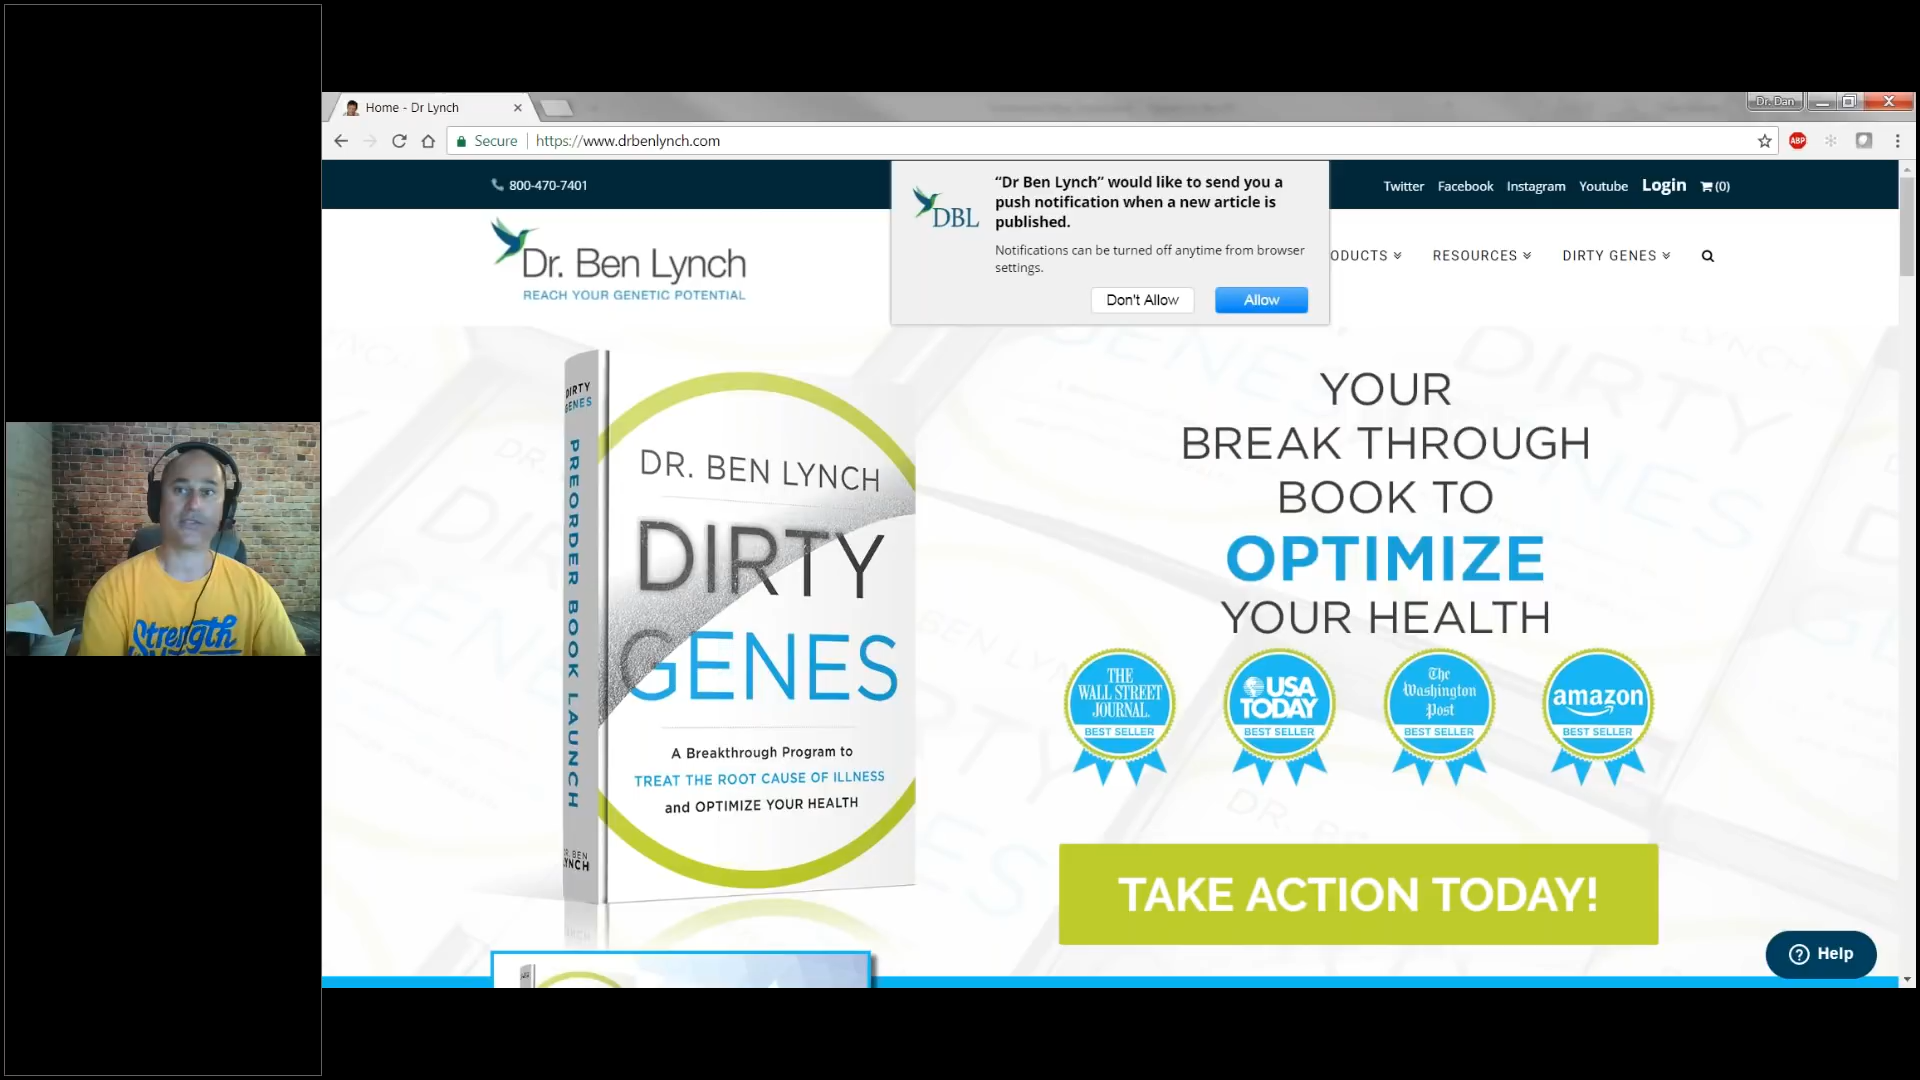 Home - Dr Lynch
Dr. Dan
Secure
https://www.drbenlynch.com
ABP
800-470-7401
Twitter Facebook Instagram Youtube Login (0)
DBL
“Dr Ben Lynch” would like to send you a
push notification when a new article is
published.
Notifications can be turned off anytime from browser
settings.
Don't Allow
Allow
Dr. Ben Lynch
REACH YOUR GENETIC POTENTIAL
ODUCTS
RESOURCES
DIRTY GENES
DIRTY
GENES
PREORDER BOOK LAUNCH
DR. BEN
LYNCH
DR. BEN LYNCH
DIRTY
GENES
A Breakthrough Program to
TREAT THE ROOT CAUSE OF ILLNESS
and OPTIMIZE YOUR HEALTH
YOUR
BREAK THROUGH
BOOK TO
OPTIMIZE
YOUR HEALTH
THE
WALL STREET
JOURNAL.
BEST SELLER
USA
TODAY
BEST SELLER
The
Washington
Post
BEST SELLER
amazon
BEST SELLER
TAKE ACTION TODAY!
Help
Strength